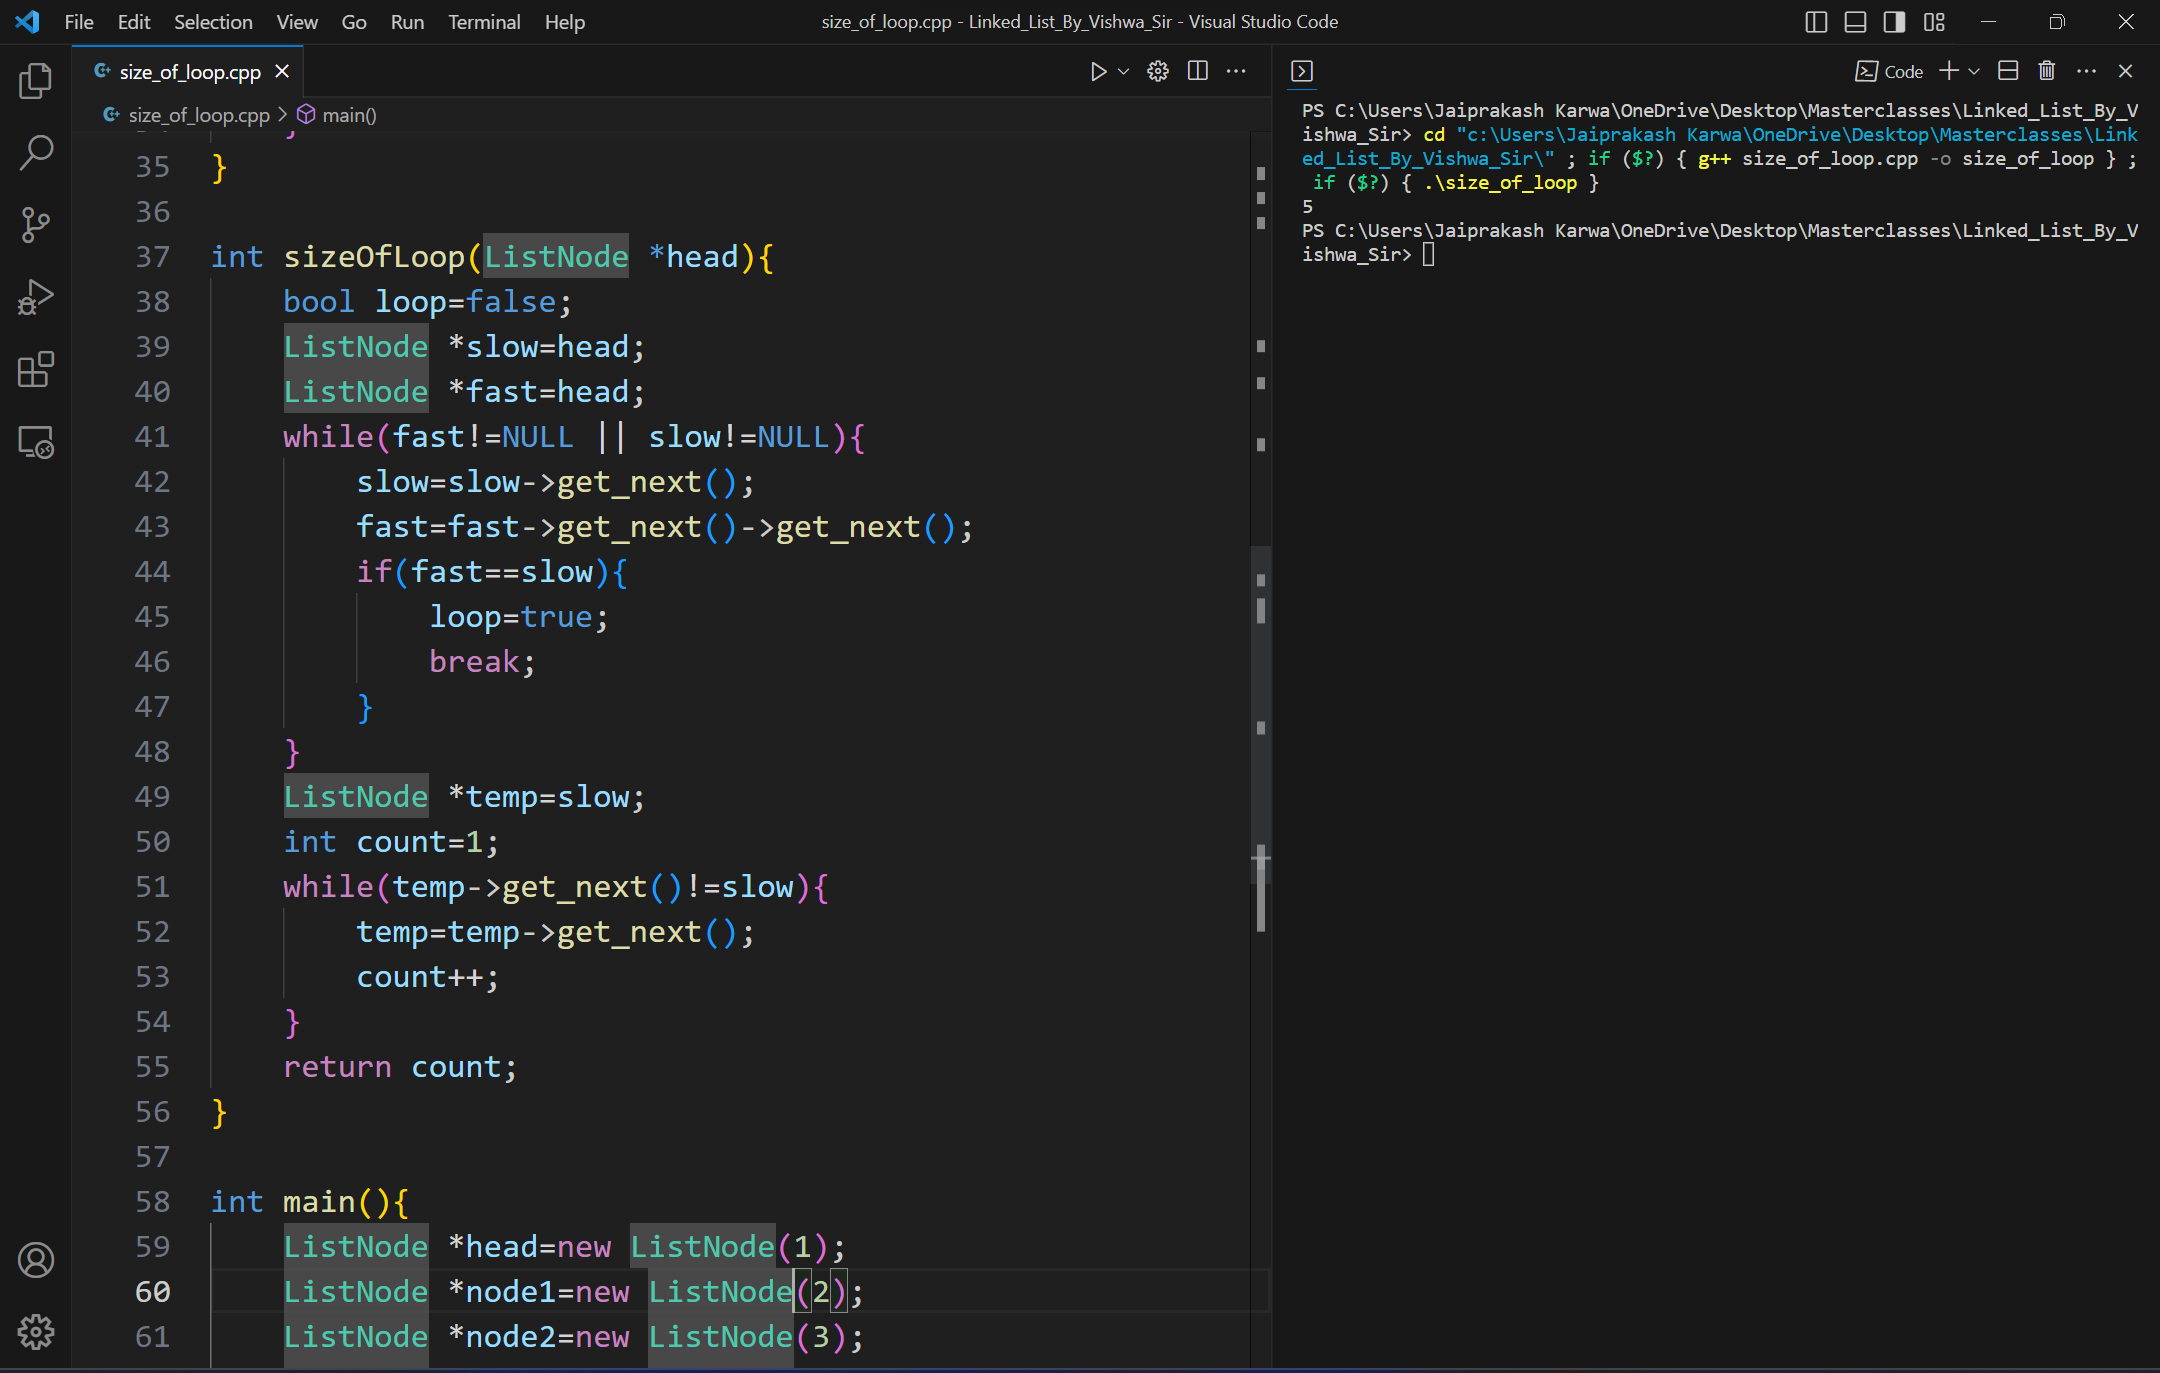 File Edit Selection View Go Run Terminal Help
size_of_loop.cpp - Linked_List_By_Vishwa_Sir - Visual Studio Code
size_of_loop.cpp
size_of_loop.cpp > main()
35 }
36
37 int sizeOfLoop(ListNode *head){
38 bool loop=false;
39 ListNode *slow=head;
40 ListNode *fast=head;
41 while(fast!=NULL || slow!=NULL){
42 slow=slow->get_next();
43 fast=fast->get_next()->get_next();
44 if(fast==slow){
45 loop=true;
46 break;
47 }
48 }
49 ListNode *temp=slow;
50 int count=1;
51 while(temp->get_next()!=slow){
52 temp=temp->get_next();
53 count++;
54 }
55 return count;
56 }
57
58 int main(){
59 ListNode *head=new ListNode(1);
60 ListNode *node1=new ListNode(2);
61 ListNode *node2=new ListNode(3);
Code
PS C:\Users\Jaiprakash Karwa\OneDrive\Desktop\Masterclasses\Linked_List_By_V
ishwa_Sir> cd "c:\Users\Jaiprakash Karwa\OneDrive\Desktop\Masterclasses\Link
ed_List_By_Vishwa_Sir\" ; if ($?) { g++ size_of_loop.cpp -o size_of_loop } ;
if ($?) { .\size_of_loop }
5
PS C:\Users\Jaiprakash Karwa\OneDrive\Desktop\Masterclasses\Linked_List_By_V
ishwa_Sir>